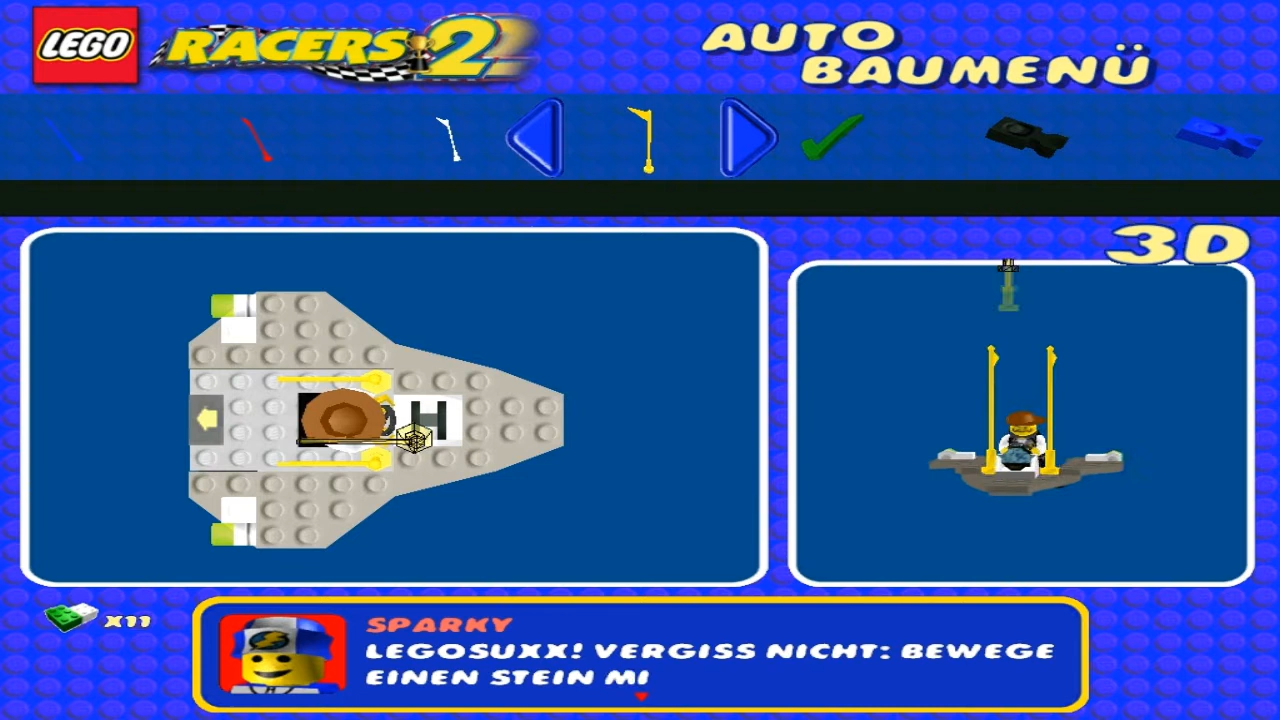 LEGO
RACERS 2
AUTO
BAUMENÜ
3D
H
X11
SPARKY
LEGOSUXX! VERGISS NICHT: BEWEGE
EINEN STEIN MI